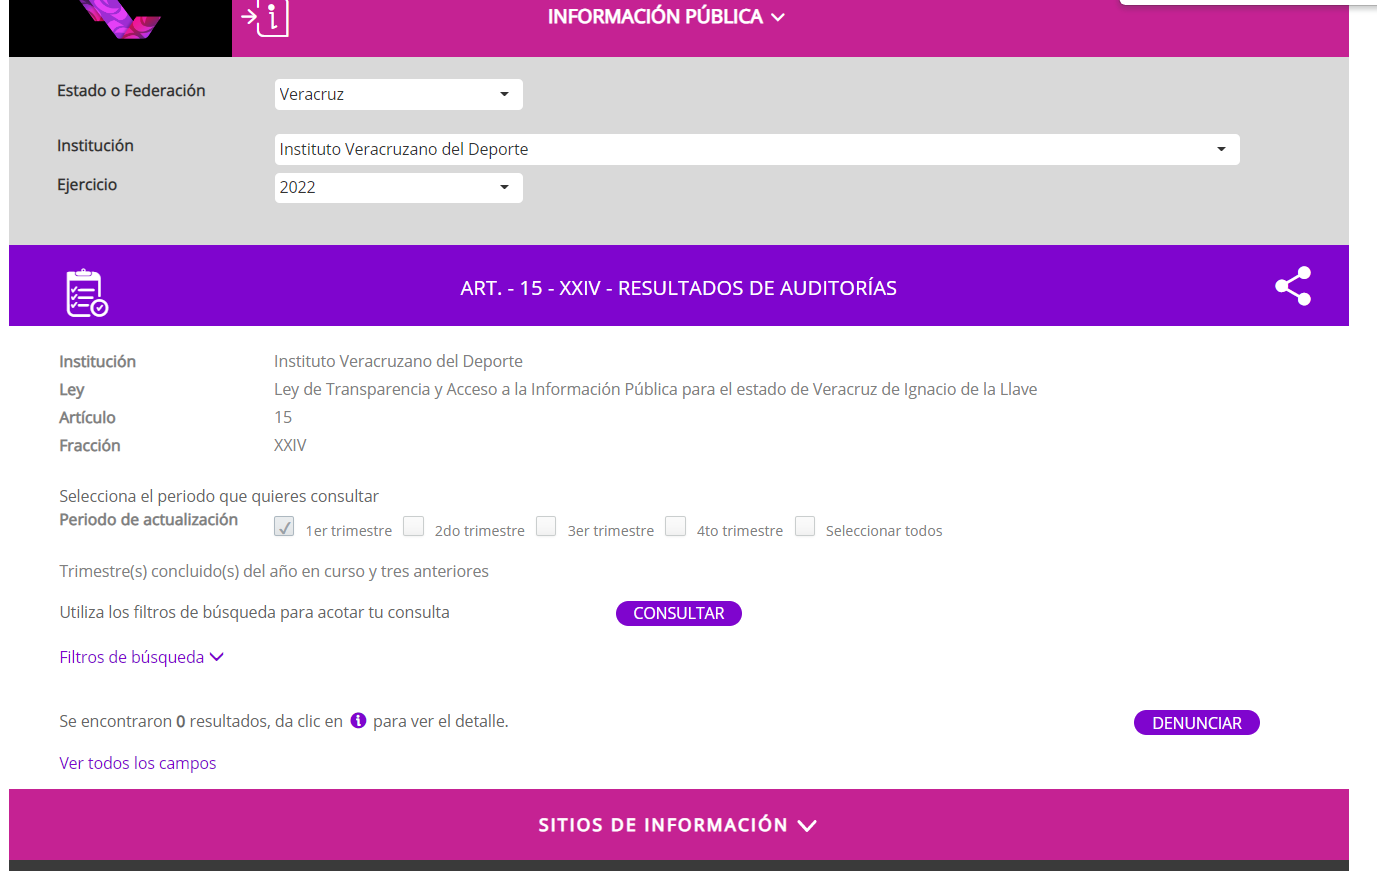 INFORMACIÓN PÚBLICA
Estado o Federación Veracruz
Institución Instituto Veracruzano del Deporte
Ejercicio 2022
ART. - 15 - XXIV - RESULTADOS DE AUDITORÍAS
Institución Instituto Veracruzano del Deporte
Ley Ley de Transparencia y Acceso a la Información Pública para el estado de Veracruz de Ignacio de la Llave
Artículo 15
Fracción XXIV
Selecciona el periodo que quieres consultar
Periodo de actualización 1er trimestre 2do trimestre 3er trimestre 4to trimestre Seleccionar todos
Trimestre(s) concluido(s) del año en curso y tres anteriores
Utiliza los filtros de búsqueda para acotar tu consulta CONSULTAR
Filtros de búsqueda
Se encontraron 0 resultados, da clic en i para ver el detalle. DENUNCIAR
Ver todos los campos
SITIOS DE INFORMACIÓN